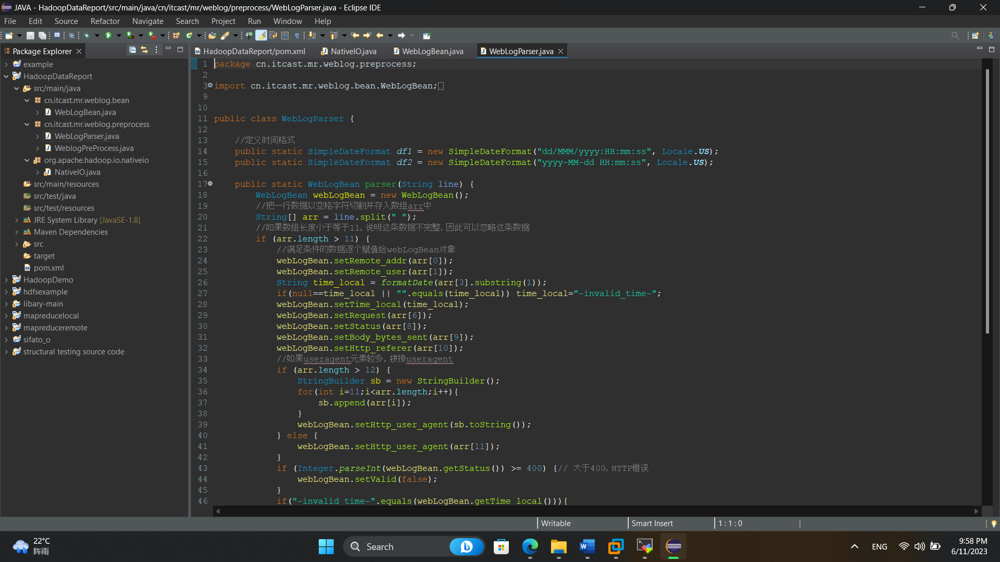 JAVA - HadoopDataReport/src/main/java/cn/itcast/mr/weblog/preprocess/WebLogParser.java - Eclipse IDE
File Edit Source Refactor Navigate Search Project Run Window Help
Package Explorer
example
HadoopDataReport
src/main/java
cn.itcast.mr.weblog.bean
WebLogBean.java
cn.itcast.mr.weblog.preprocess
WebLogParser.java
WeblogPreProcess.java
org.apache.hadoop.io.nativeio
NativeIO.java
src/main/resources
src/test/java
src/test/resources
JRE System Library [JavaSE-1.8]
Maven Dependencies
src
target
pom.xml
HadoopDemo
hdfsexample
libary-main
mapreducelocal
mapreduceremote
sifato_o
structural testing source code
HadoopDataReport/pom.xml NativeIO.java WebLogBean.java WebLogParser.java
1 package cn.itcast.mr.weblog.preprocess;
2
3 import cn.itcast.mr.weblog.bean.WebLogBean;
9
10
11 public class WebLogParser {
12
13 //定义时间格式
14 public static SimpleDateFormat df1 = new SimpleDateFormat("dd/MMM/yyyy:HH:mm:ss", Locale.US);
15 public static SimpleDateFormat df2 = new SimpleDateFormat("yyyy-MM-dd HH:mm:ss", Locale.US);
16
17 public static WebLogBean parser(String line) {
18 WebLogBean webLogBean = new WebLogBean();
19 //把一行数据以空格字符切割并存入数组arr中
20 String[] arr = line.split(" ");
21 //如果数组长度小于等于11，说明这条数据不完整，因此可以忽略这条数据
22 if (arr.length > 11) {
23 //满足条件的数据逐个赋值给webLogBean对象
24 webLogBean.setRemote_addr(arr[0]);
25 webLogBean.setRemote_user(arr[1]);
26 String time_local = formatDate(arr[3].substring(1));
27 if(null==time_local || "".equals(time_local)) time_local="-invalid_time-";
28 webLogBean.setTime_local(time_local);
29 webLogBean.setRequest(arr[6]);
30 webLogBean.setStatus(arr[8]);
31 webLogBean.setBody_bytes_sent(arr[9]);
32 webLogBean.setHttp_referer(arr[10]);
33 //如果useragent元素较多，拼接useragent
34 if (arr.length > 12) {
35 StringBuilder sb = new StringBuilder();
36 for(int i=11;i<arr.length;i++){
37 sb.append(arr[i]);
38 }
39 webLogBean.setHttp_user_agent(sb.toString());
40 } else {
41 webLogBean.setHttp_user_agent(arr[11]);
42 }
43 if (Integer.parseInt(webLogBean.getStatus()) >= 400) {// 大于400，HTTP错误
44 webLogBean.setValid(false);
45 }
46 if("-invalid_time-".equals(webLogBean.getTime_local())){
Writable Smart Insert 1 : 1 : 0
22°C
阵雨
Search
ENG
9:58 PM
6/11/2023